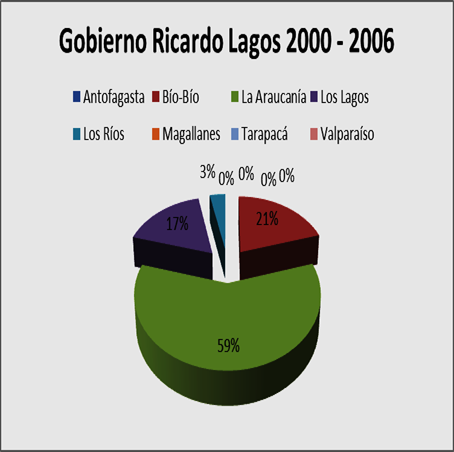 Gobierno Ricardo Lagos 2000 - 2006
Antofagasta Bío-Bío La Araucanía Los Lagos
Los Ríos Magallanes Tarapacá Valparaíso
3% 0% 0% 0% 0%
17% 21%
59%